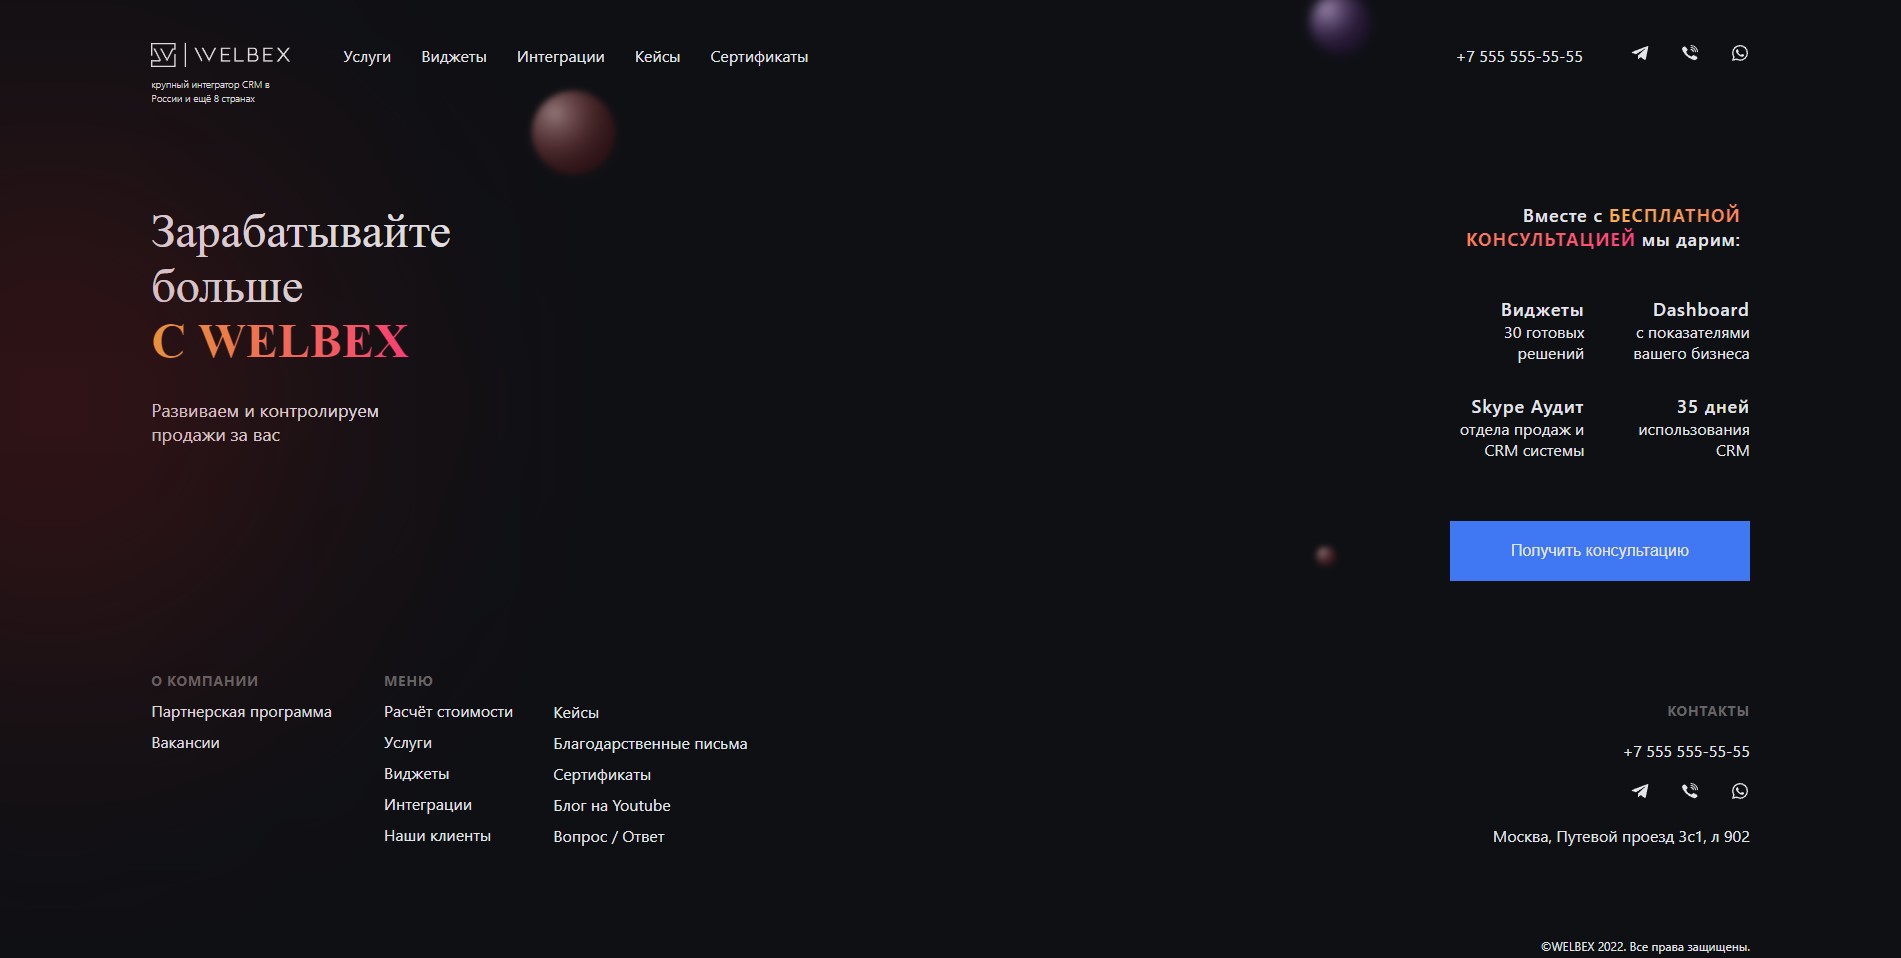 WELBEX
крупный интегратор CRM в
России и ещё 8 странах
Услуги
Виджеты
Интеграции
Кейсы
Сертификаты
+7 555 555-55-55
Зарабатывайте
больше
С WELBEX
Развиваем и контролируем
продажи за вас
Вместе с БЕСПЛАТНОЙ
КОНСУЛЬТАЦИЕЙ мы дарим:
Виджеты
30 готовых
решений
Dashboard
с показателями
вашего бизнеса
Skype Аудит
отдела продаж и
CRM системы
35 дней
использования
CRM
Получить консультацию
О КОМПАНИИ
Партнерская программа
Вакансии
МЕНЮ
Расчёт стоимости
Услуги
Виджеты
Интеграции
Наши клиенты
Кейсы
Благодарственные письма
Сертификаты
Блог на Youtube
Вопрос / Ответ
КОНТАКТЫ
+7 555 555-55-55
Москва, Путевой проезд 3с1, л 902
©WELBEX 2022. Все права защищены.